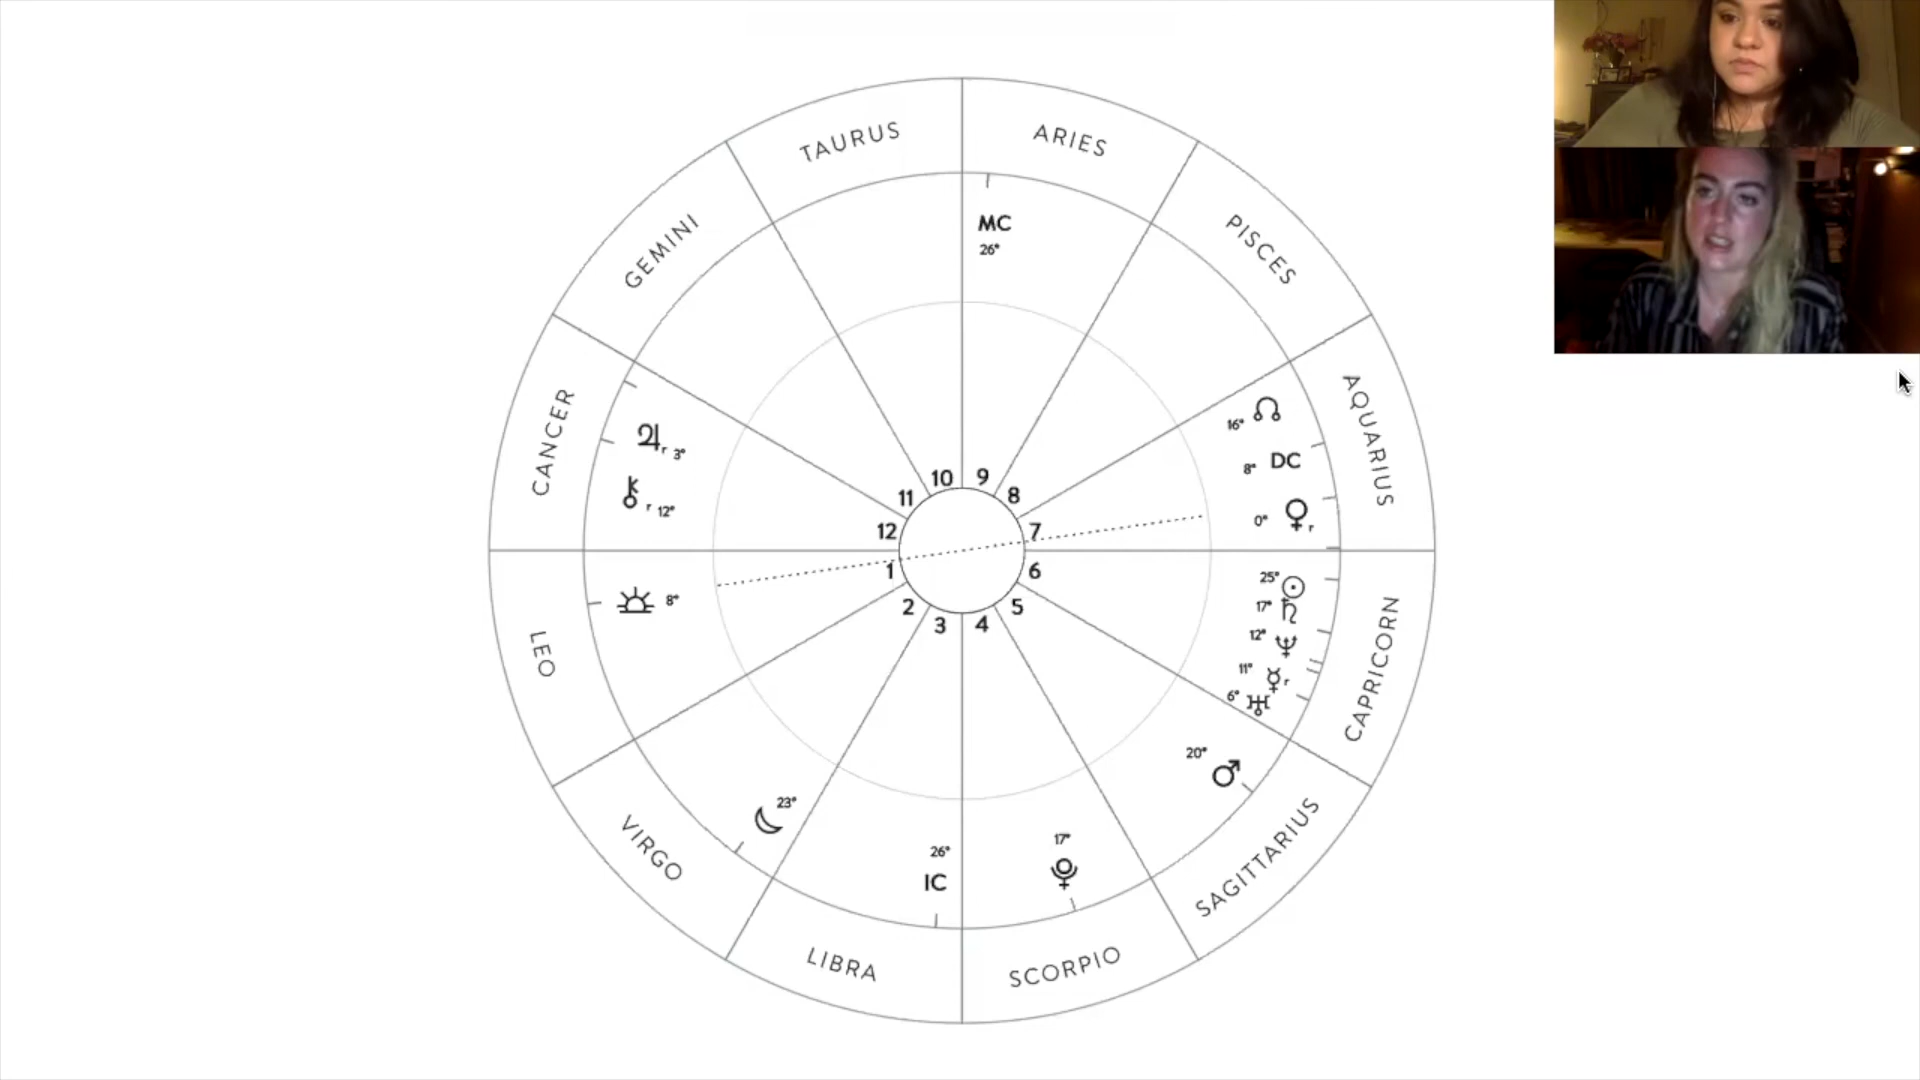 TAURUS
ARIES
GEMINI
PISCES
MC
26°
CANCER
AQUARIUS
16°
r 3°
8° DC
r 12°
0° r
10 9
11 8
12 7
1 6
2 5
3 4
8°
25°
17°
12°
11° r
6°
LEO
CAPRICORN
20°
23°
17°
26°
IC
VIRGO
SAGITTARIUS
LIBRA
SCORPIO